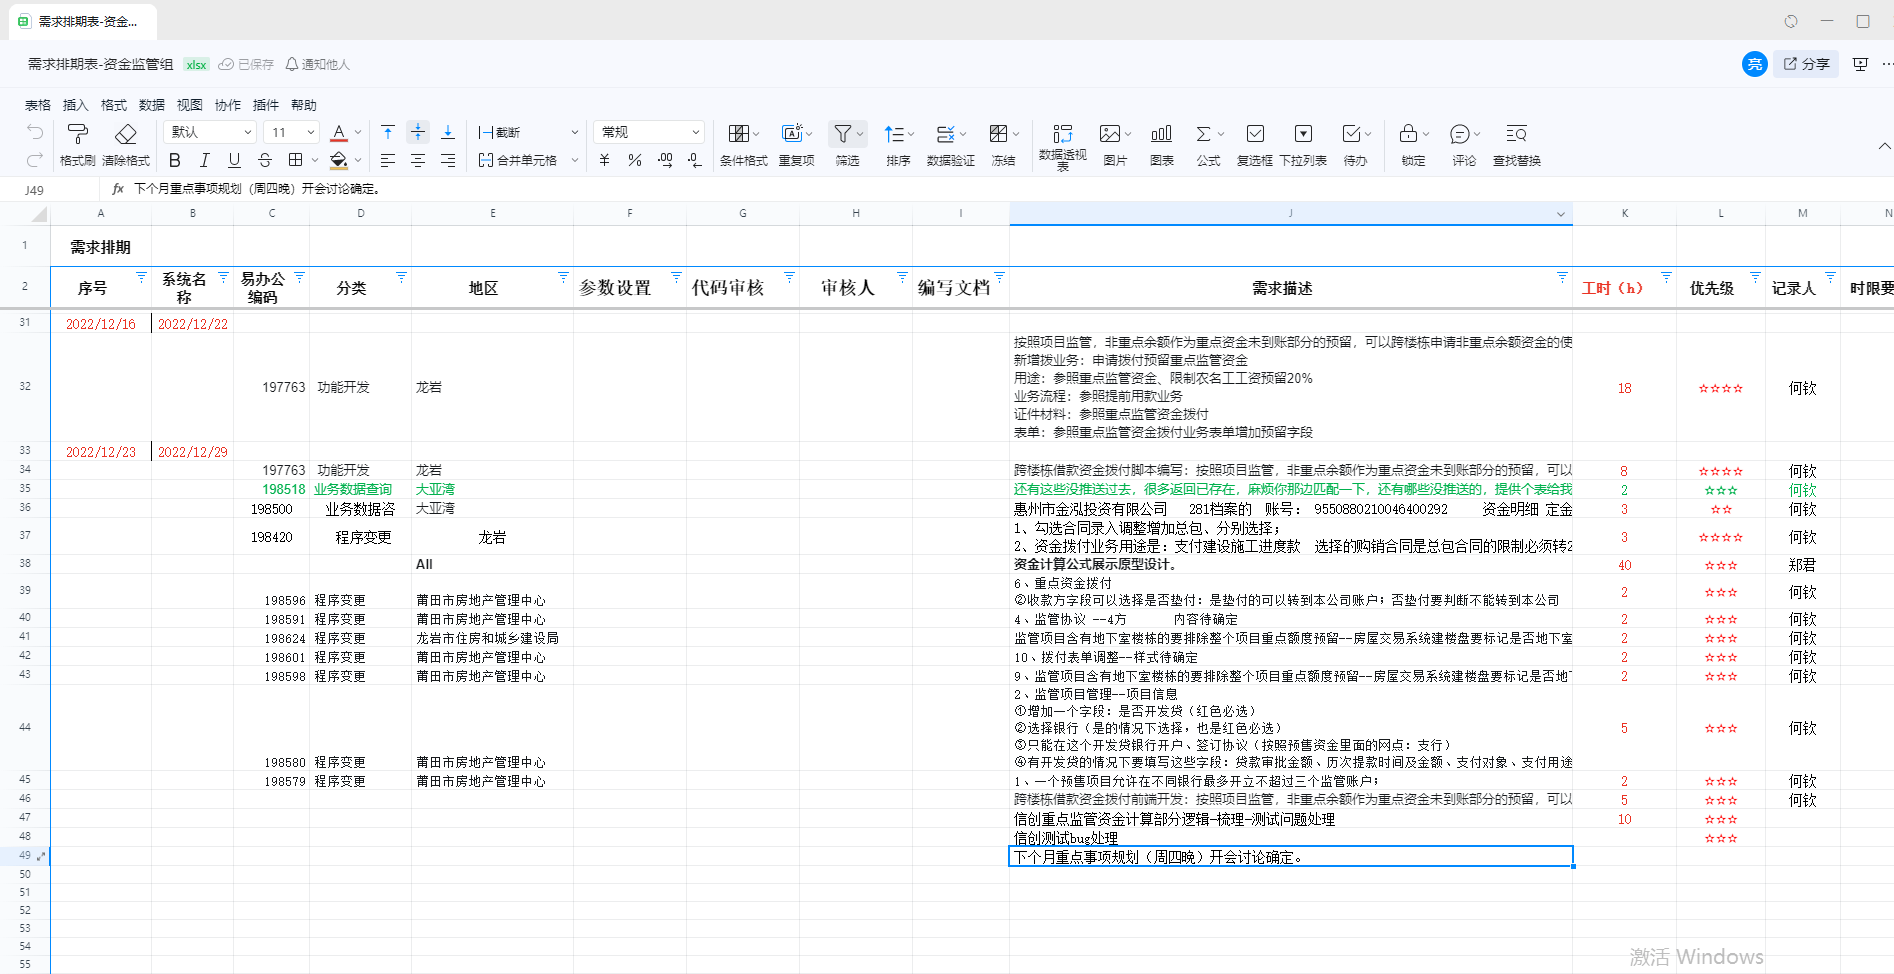 需求排期表-资金...
需求排期表-资金监管组 xlsx 已保存 通知他人
亮 分享
表格 插入 格式 数据 视图 协作 插件 帮助
默认 11 A 截断 常规
格式刷 清除格式 B I U S 合并单元格 ¥ % .00 .0 条件格式 重复项 筛选 排序 数据验证 冻结 数据透视表 图片 图表 公式 复选框 下拉列表 待办 锁定 评论 查找替换
J49 fx 下个月重点事项规划（周四晚）开会讨论确定。
A B C D E F G H I J K L M N
1 需求排期
2 序号 系统名称 易办公编码 分类 地区 参数设置 代码审核 审核人 编写文档 需求描述 工时（h） 优先级 记录人 时限要
31 2022/12/16 2022/12/22
按照项目监管，非重点余额作为重点资金未到账部分的预留，可以跨楼栋申请非重点余额资金的使
新增拨业务：申请拨付预留重点监管资金
用途：参照重点监管资金、限制农名工工资预留20%
32 197763 功能开发 龙岩 18 ☆☆☆☆ 何钦
业务流程：参照提前用款业务
证件材料：参照重点监管资金拨付
表单：参照重点监管资金拨付业务表单增加预留字段
33 2022/12/23 2022/12/29
34 197763 功能开发 龙岩 跨楼栋借款资金拨付脚本编写：按照项目监管，非重点余额作为重点资金未到账部分的预留，可以 8 ☆☆☆☆ 何钦
35 198518 业务数据查询 大亚湾 还有这些没推送过去，很多返回已存在，麻烦你那边匹配一下，还有哪些没推送的，提供个表给我 2 ☆☆☆ 何钦
36 198500 业务数据咨 大亚湾 惠州市金泓投资有限公司 281档案的 账号： 9550880210046400292 资金明细 定金 3 ☆☆ 何钦
1、勾选合同录入调整增加总包、分别选择；
37 198420 程序变更 龙岩 3 ☆☆☆☆ 何钦
2、资金拨付业务用途是：支付建设施工进度款 选择的购销合同是总包合同的限制必须转2
38 All 资金计算公式展示原型设计。 40 ☆☆☆ 郑君
6、重点资金拨付
39 198596 程序变更 莆田市房地产管理中心 ②收款方字段可以选择是否垫付：是垫付的可以转到本公司账户；否垫付要判断不能转到本公司 2 ☆☆☆ 何钦
40 198591 程序变更 莆田市房地产管理中心 4、监管协议 --4方 内容待确定 2 ☆☆☆ 何钦
41 198624 程序变更 龙岩市住房和城乡建设局 监管项目含有地下室楼栋的要排除整个项目重点额度预留--房屋交易系统建楼盘要标记是否地下室 2 ☆☆☆ 何钦
42 198601 程序变更 莆田市房地产管理中心 10、拨付表单调整--样式待确定 2 ☆☆☆ 何钦
43 198598 程序变更 莆田市房地产管理中心 9、监管项目含有地下室楼栋的要排除整个项目重点额度预留--房屋交易系统建楼盘要标记是否地下 2 ☆☆☆ 何钦
2、监管项目管理--项目信息
①增加一个字段：是否开发贷（红色必选）
44 ②选择银行（是的情况下选择，也是红色必选） 5 ☆☆☆ 何钦
③只能在这个开发贷银行开户、签订协议（按照预售资金里面的网点：支行）
198580 程序变更 莆田市房地产管理中心 ④有开发贷的情况下要填写这些字段：贷款审批金额、历次提款时间及金额、支付对象、支付用途
45 198579 程序变更 莆田市房地产管理中心 1、一个预售项目允许在不同银行最多开立不超过三个监管账户； 2 ☆☆☆ 何钦
46 跨楼栋借款资金拨付前端开发：按照项目监管，非重点余额作为重点资金未到账部分的预留，可以 5 ☆☆☆ 何钦
47 信创重点监管资金计算部分逻辑-梳理-测试问题处理 10 ☆☆☆
48 信创测试bug处理 ☆☆☆
49 下个月重点事项规划（周四晚）开会讨论确定。
50
51
52
53
54
55
激活 Windows